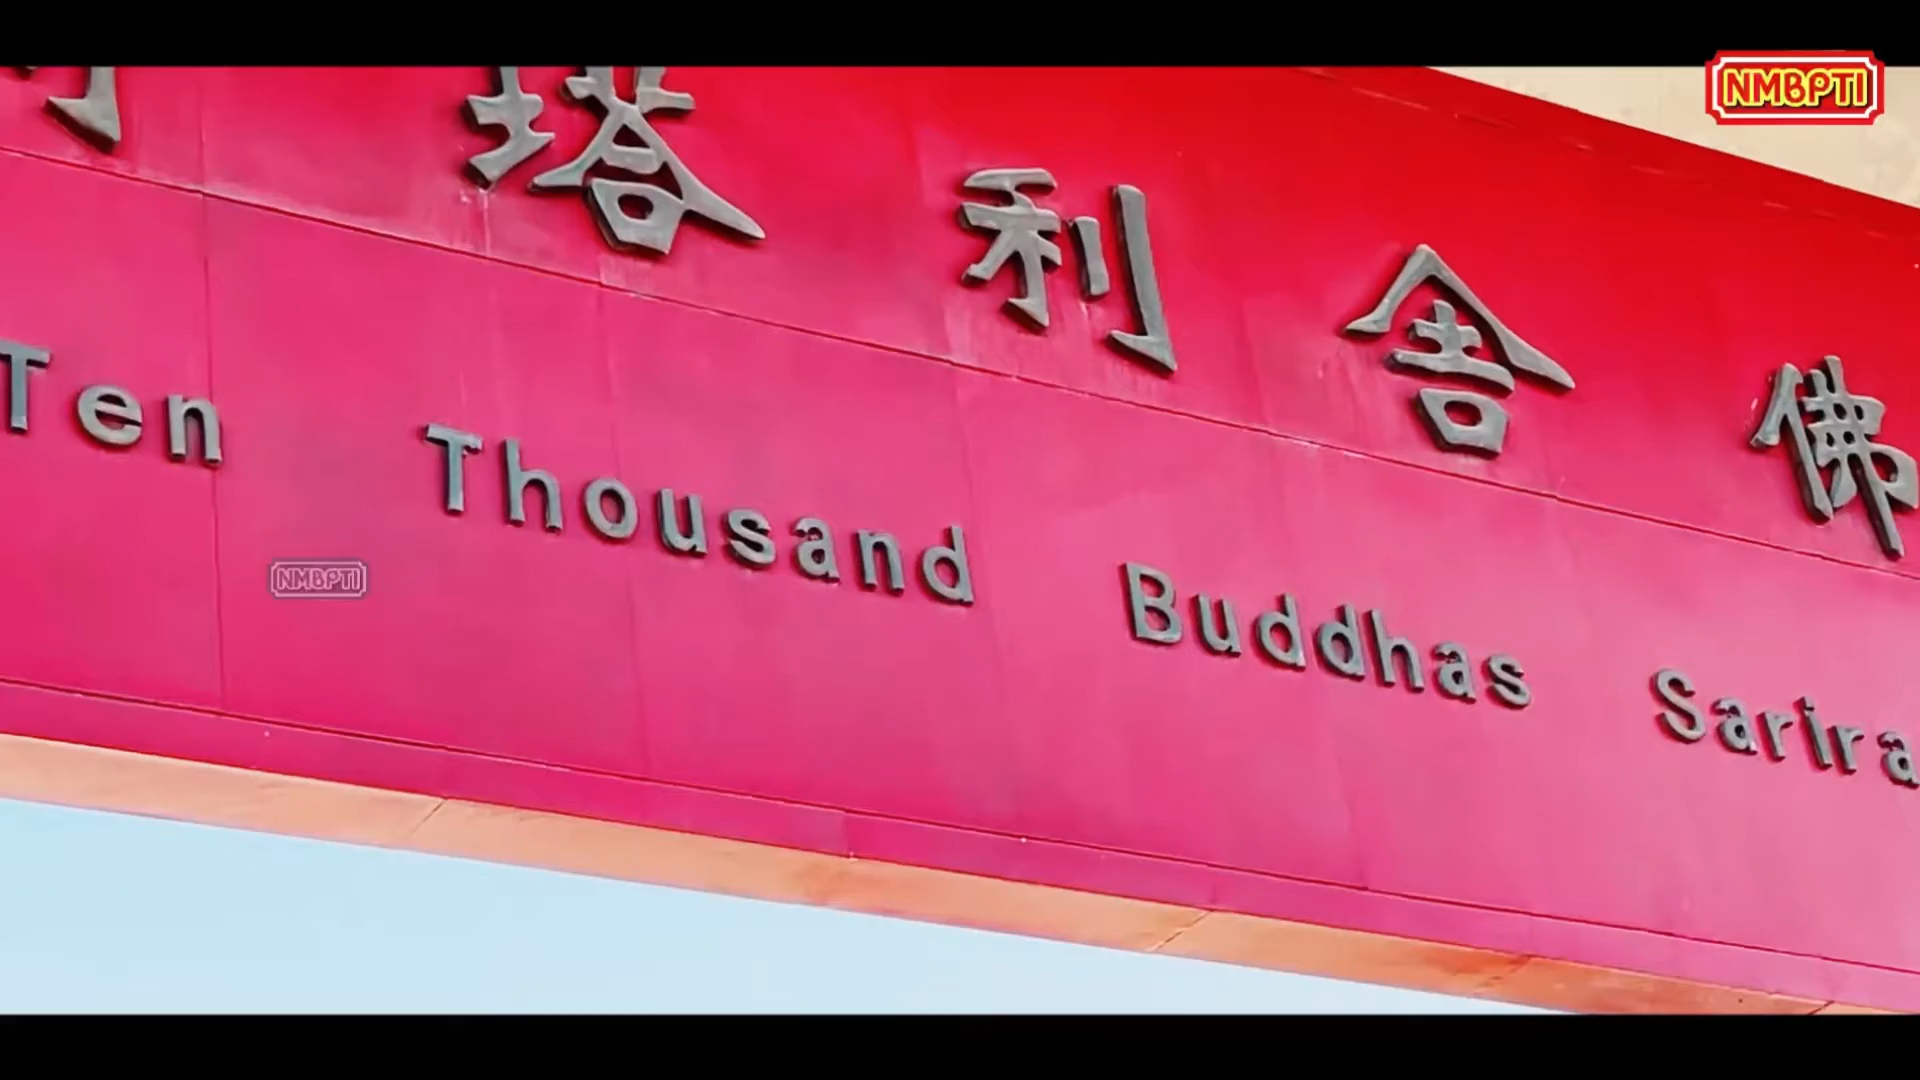 NMBPTI
塔利舍佛
Ten Thousand Buddhas Sarira
NMBPTI